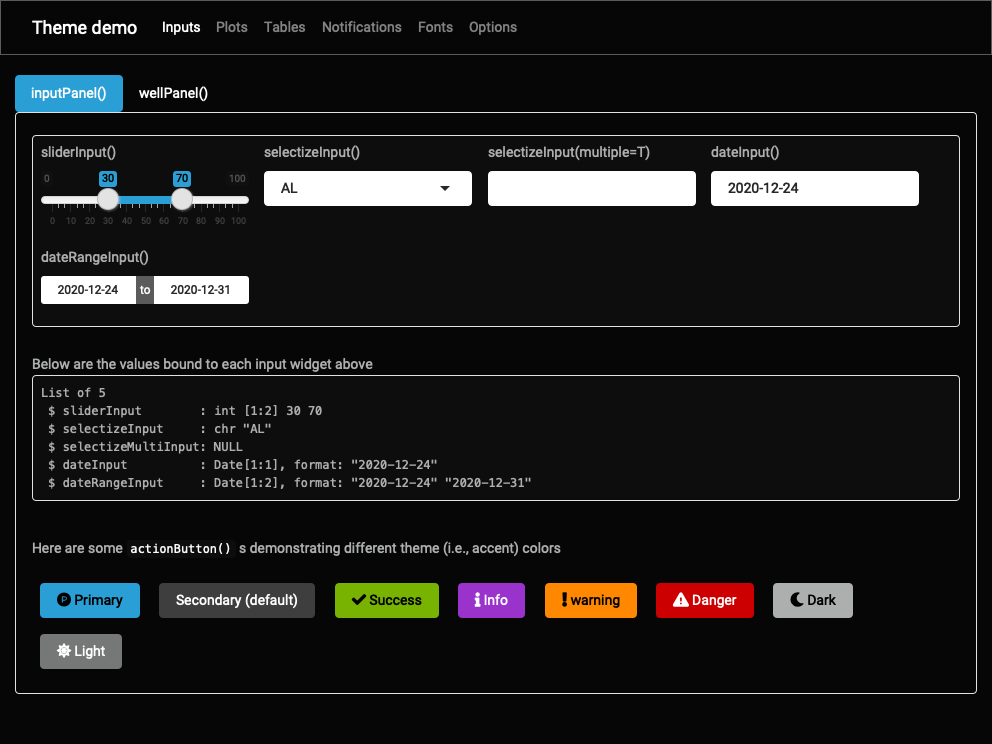 Theme demo Inputs Plots Tables Notifications Fonts Options
inputPanel() wellPanel()
sliderInput() selectizeInput() selectizeInput(multiple=T) dateInput()
0 30 70 100
AL 2020-12-24
0 10 20 30 40 50 60 70 80 90 100
dateRangeInput()
2020-12-24 to 2020-12-31
Below are the values bound to each input widget above
List of 5
$ sliderInput : int [1:2] 30 70
$ selectizeInput : chr "AL"
$ selectizeMultiInput: NULL
$ dateInput : Date[1:1], format: "2020-12-24"
$ dateRangeInput : Date[1:2], format: "2020-12-24" "2020-12-31"
Here are some actionButton() s demonstrating different theme (i.e., accent) colors
P Primary Secondary (default) Success Info warning Danger Dark
Light